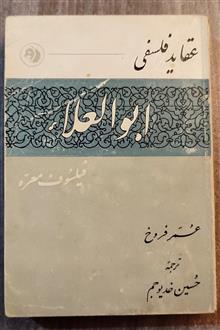 عقاید فلسفی
ابوالعلاء
فیلسوف معره
عمر فروخ
ترجمهٔ
حسین خدیوجم